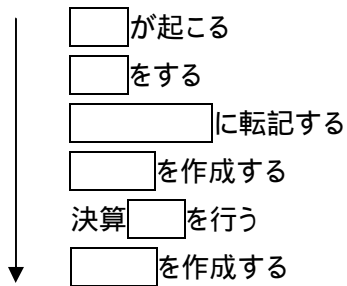 が起こる
をする
に転記する
を作成する
決算 を行う
を作成する